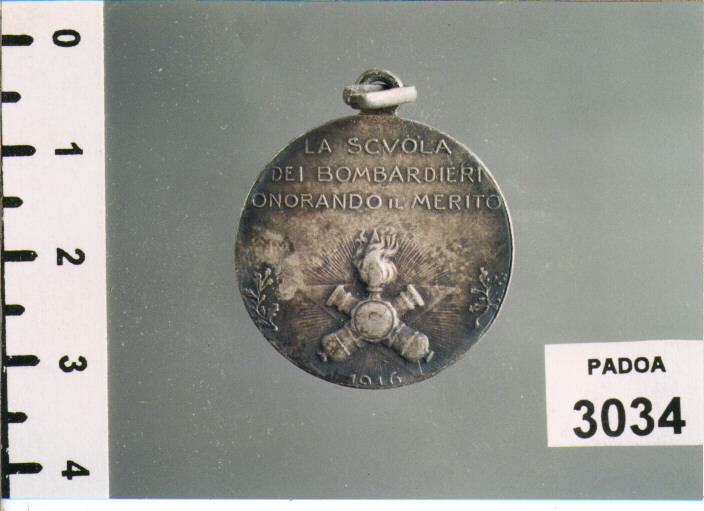 0
1
2
3
4
LA SCVOLA
DEI BOMBARDIERI
ONORANDO IL MERITO
1916
PADOA
3034